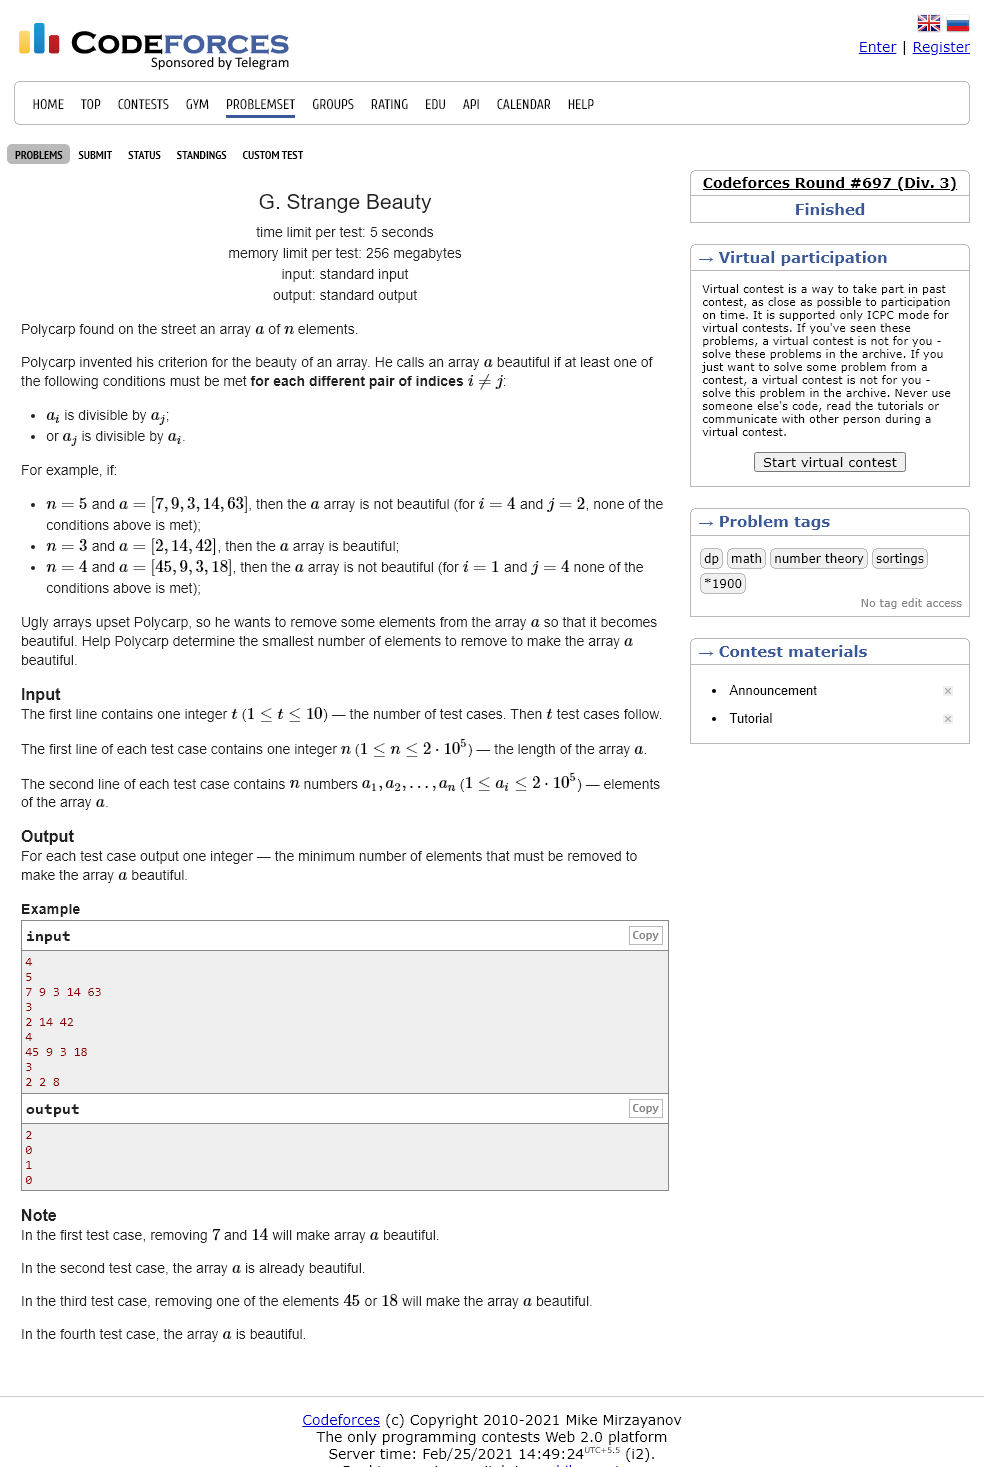 CODEFORCES
Sponsored by Telegram
Enter | Register
HOME TOP CONTESTS GYM PROBLEMSET GROUPS RATING EDU API CALENDAR HELP
PROBLEMS SUBMIT STATUS STANDINGS CUSTOM TEST
G. Strange Beauty
time limit per test: 5 seconds
memory limit per test: 256 megabytes
input: standard input
output: standard output
Polycarp found on the street an array a of n elements.
Polycarp invented his criterion for the beauty of an array. He calls an array a beautiful if at least one of
the following conditions must be met for each different pair of indices i ≠ j:
• a_i is divisible by a_j;
• or a_j is divisible by a_i.
For example, if:
• n = 5 and a = [7, 9, 3, 14, 63], then the a array is not beautiful (for i = 4 and j = 2, none of the
conditions above is met);
• n = 3 and a = [2, 14, 42], then the a array is beautiful;
• n = 4 and a = [45, 9, 3, 18], then the a array is not beautiful (for i = 1 and j = 4 none of the
conditions above is met);
Ugly arrays upset Polycarp, so he wants to remove some elements from the array a so that it becomes
beautiful. Help Polycarp determine the smallest number of elements to remove to make the array a
beautiful.
Input
The first line contains one integer t (1 ≤ t ≤ 10) — the number of test cases. Then t test cases follow.
The first line of each test case contains one integer n (1 ≤ n ≤ 2 · 10^5) — the length of the array a.
The second line of each test case contains n numbers a_1, a_2, …, a_n (1 ≤ a_i ≤ 2 · 10^5) — elements
of the array a.
Output
For each test case output one integer — the minimum number of elements that must be removed to
make the array a beautiful.
Example
input Copy
4
5
7 9 3 14 63
3
2 14 42
4
45 9 3 18
3
2 2 8
output Copy
2
0
1
0
Note
In the first test case, removing 7 and 14 will make array a beautiful.
In the second test case, the array a is already beautiful.
In the third test case, removing one of the elements 45 or 18 will make the array a beautiful.
In the fourth test case, the array a is beautiful.
Codeforces Round #697 (Div. 3)
Finished
→ Virtual participation
Virtual contest is a way to take part in past
contest, as close as possible to participation
on time. It is supported only ICPC mode for
virtual contests. If you've seen these
problems, a virtual contest is not for you -
solve these problems in the archive. If you
just want to solve some problem from a
contest, a virtual contest is not for you -
solve this problem in the archive. Never use
someone else's code, read the tutorials or
communicate with other person during a
virtual contest.
Start virtual contest
→ Problem tags
dp math number theory sortings
*1900
No tag edit access
→ Contest materials
• Announcement ×
• Tutorial ×
Codeforces (c) Copyright 2010-2021 Mike Mirzayanov
The only programming contests Web 2.0 platform
Server time: Feb/25/2021 14:49:24 UTC+5.5 (i2).